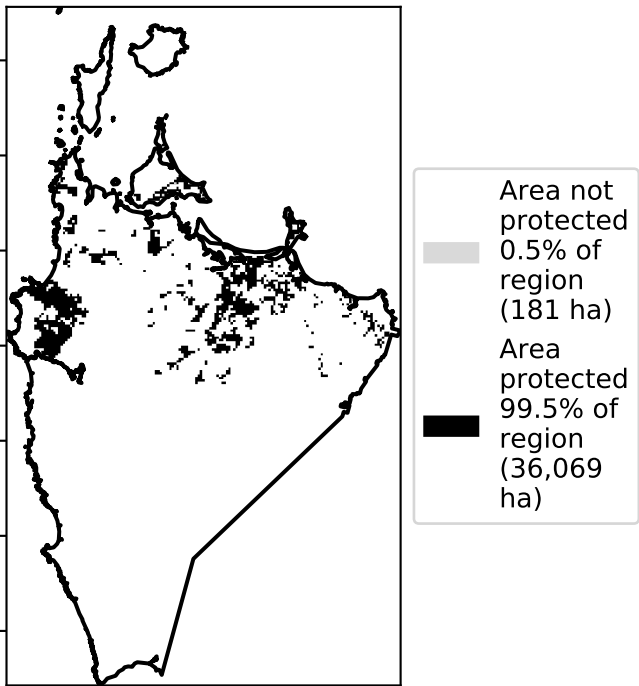 Area not
protected
0.5% of
region
(181 ha)
Area
protected
99.5% of
region
(36,069
ha)